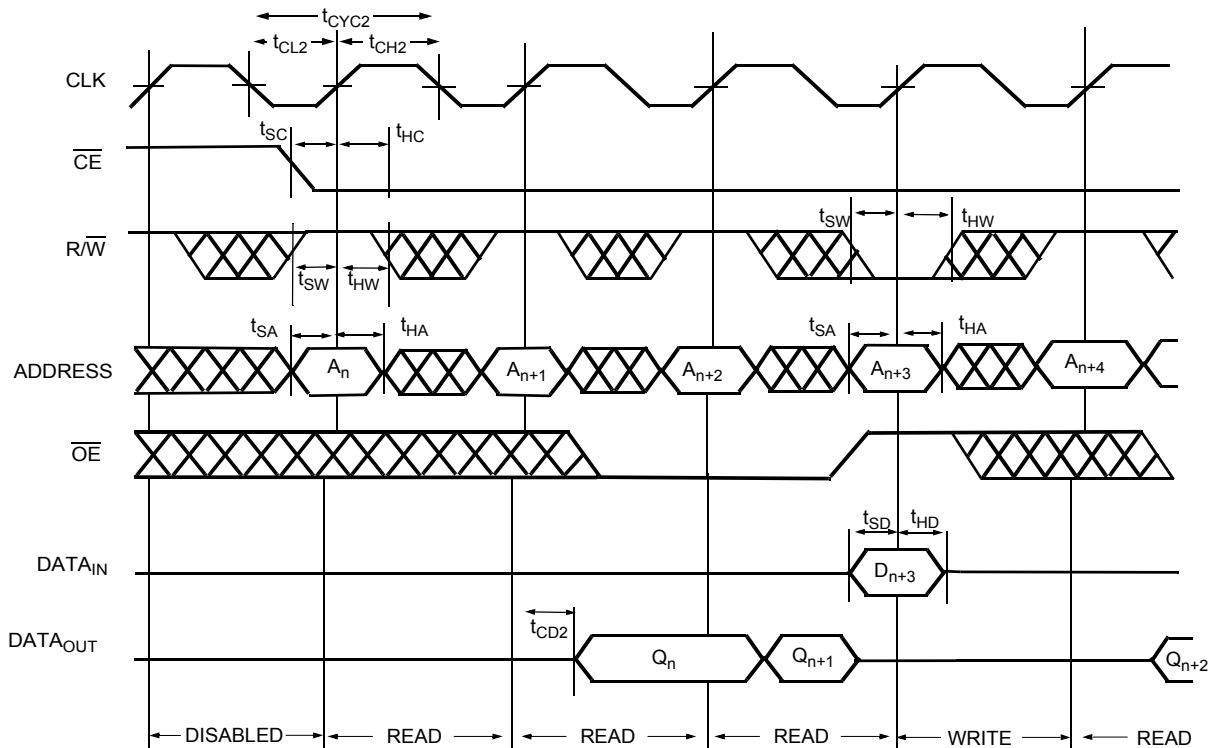 tCYC2
tCL2 tCH2
CLK
tSC tHC
CE
tSW tHW
R/W
tSW tHW
tSA tHA tSA tHA
ADDRESS An An+1 An+2 An+3 An+4
OE
tSD tHD
DATAIN Dn+3
tCD2
DATAOUT Qn Qn+1 Qn+2
DISABLED READ READ READ WRITE READ